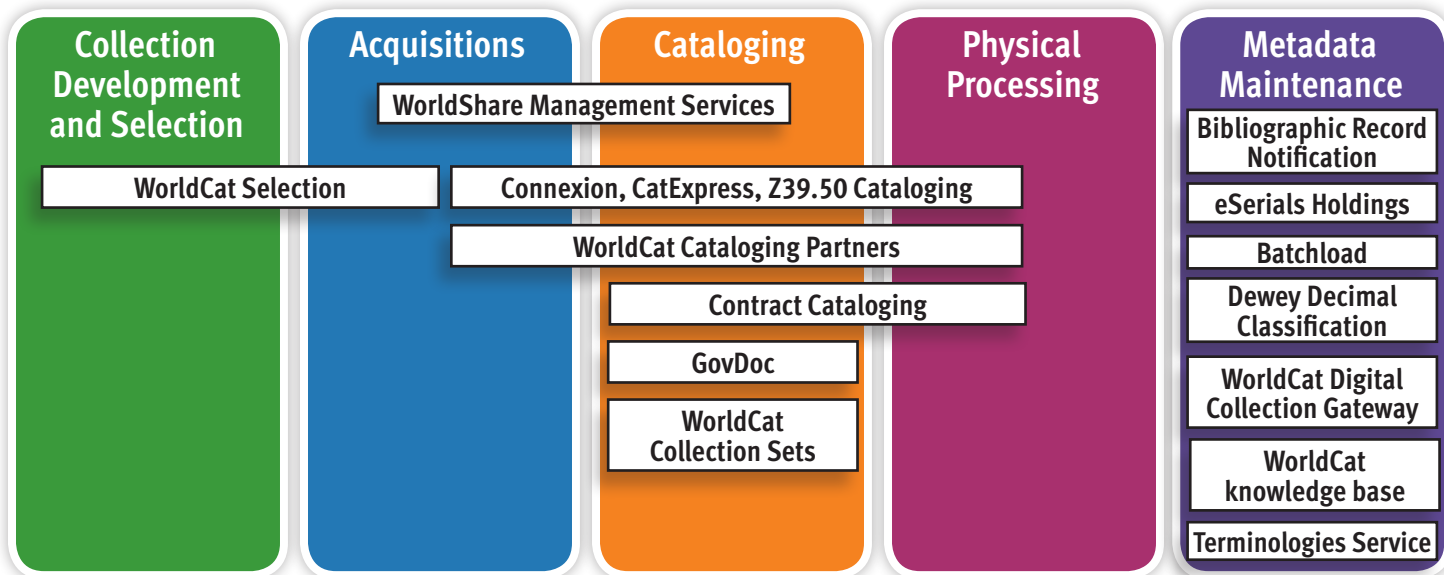 Collection
Development
and Selection
Acquisitions
Cataloging
Physical
Processing
Metadata
Maintenance
WorldShare Management Services
WorldCat Selection
Connexion, CatExpress, Z39.50 Cataloging
WorldCat Cataloging Partners
Contract Cataloging
GovDoc
WorldCat
Collection Sets
Bibliographic Record
Notification
eSerials Holdings
Batchload
Dewey Decimal
Classification
WorldCat Digital
Collection Gateway
WorldCat
knowledge base
Terminologies Service